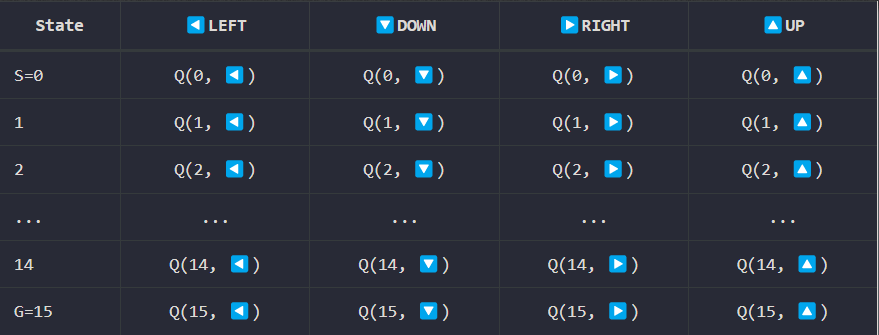 State ◀️ LEFT 🔽 DOWN ▶️ RIGHT 🔼 UP
S=0 Q(0, ◀️) Q(0, 🔽) Q(0, ▶️) Q(0, 🔼)
1 Q(1, ◀️) Q(1, 🔽) Q(1, ▶️) Q(1, 🔼)
2 Q(2, ◀️) Q(2, 🔽) Q(2, ▶️) Q(2, 🔼)
... ... ... ... ...
14 Q(14, ◀️) Q(14, 🔽) Q(14, ▶️) Q(14, 🔼)
G=15 Q(15, ◀️) Q(15, 🔽) Q(15, ▶️) Q(15, 🔼)